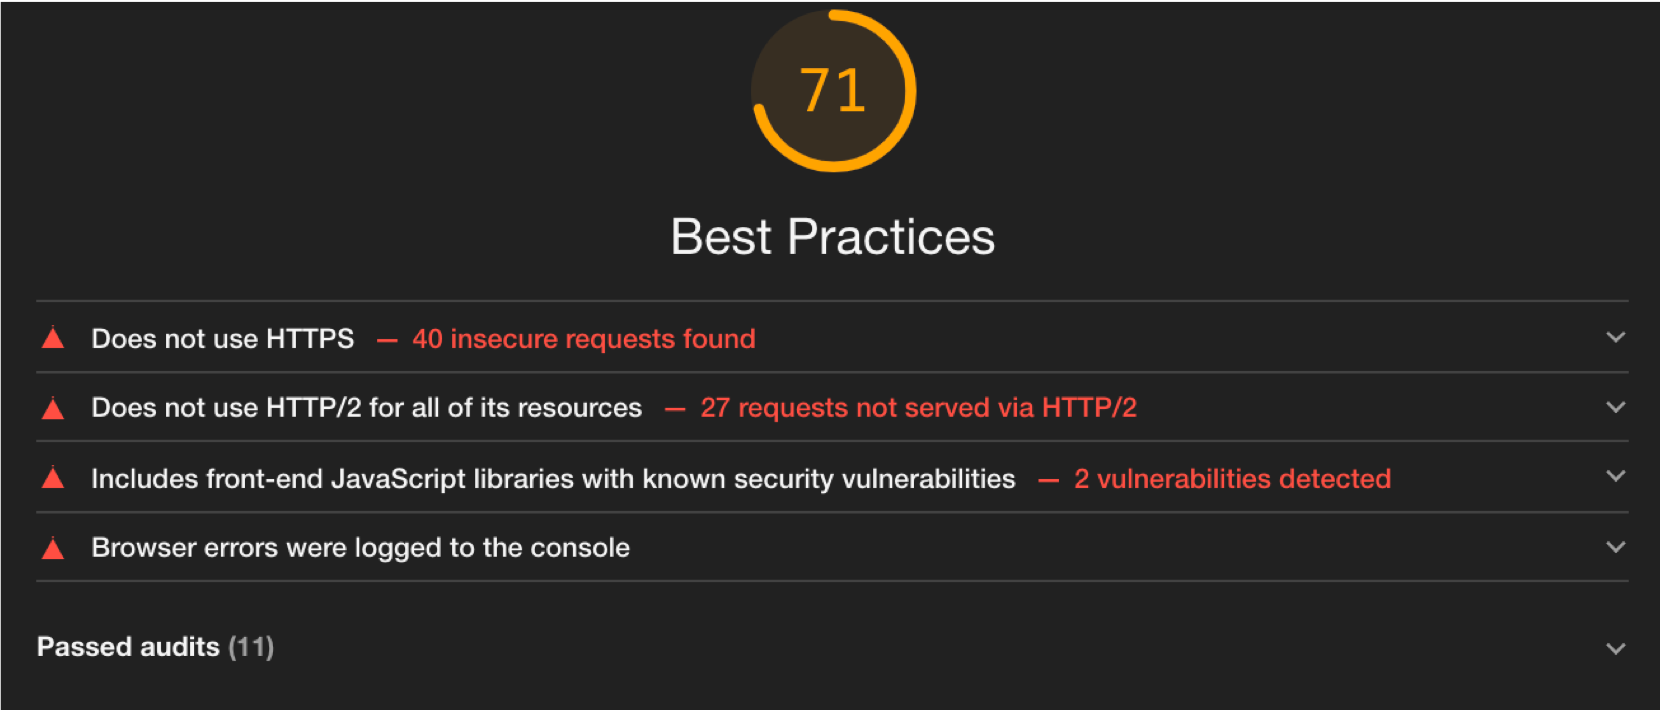 71
Best Practices
Does not use HTTPS — 40 insecure requests found
Does not use HTTP/2 for all of its resources — 27 requests not served via HTTP/2
Includes front-end JavaScript libraries with known security vulnerabilities — 2 vulnerabilities detected
Browser errors were logged to the console
Passed audits (11)